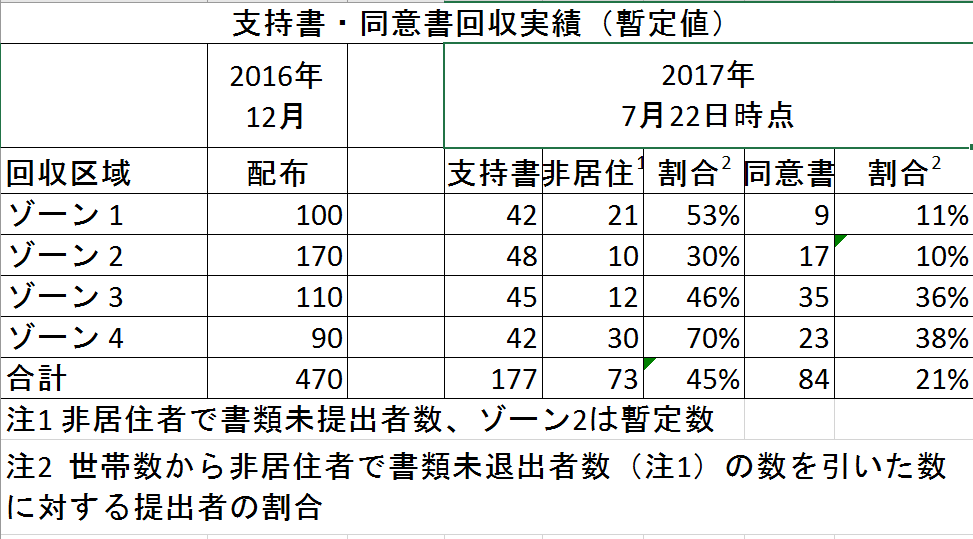 支持書・同意書回収実績（暫定値）
2016年
12月
2017年
7月22日時点
回収区域 配布 支持書 非居住1 割合2 同意書 割合2
ゾーン 1 100 42 21 53% 9 11%
ゾーン 2 170 48 10 30% 17 10%
ゾーン 3 110 45 12 46% 35 36%
ゾーン 4 90 42 30 70% 23 38%
合計 470 177 73 45% 84 21%
注1 非居住者で書類未提出者数、ゾーン2は暫定数
注2 世帯数から非居住者で書類未退出者数（注1）の数を引いた数
に対する提出者の割合